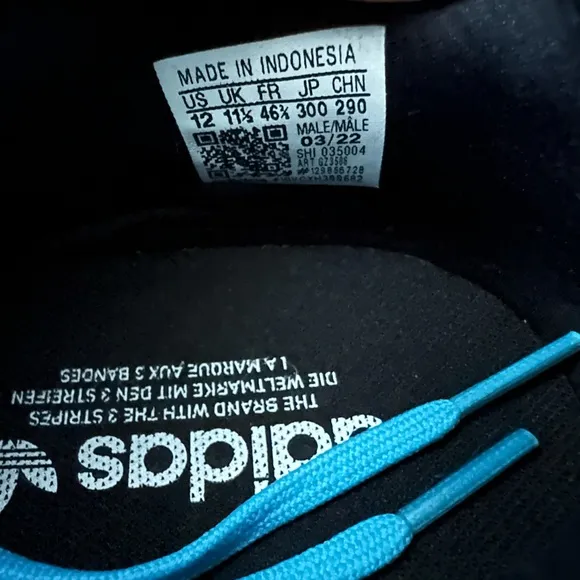 MADE IN INDONESIA
US UK FR JP CHN
12 11½ 46⅔ 300 290
MALE/MÂLE
03/22
SHI 035004
ART GZ3586
THE BRAND WITH THE 3 STRIPES
DIE WELTMARKE MIT DEN 3 STREIFEN
LA MARQUE AUX 3 BANDES
adidas